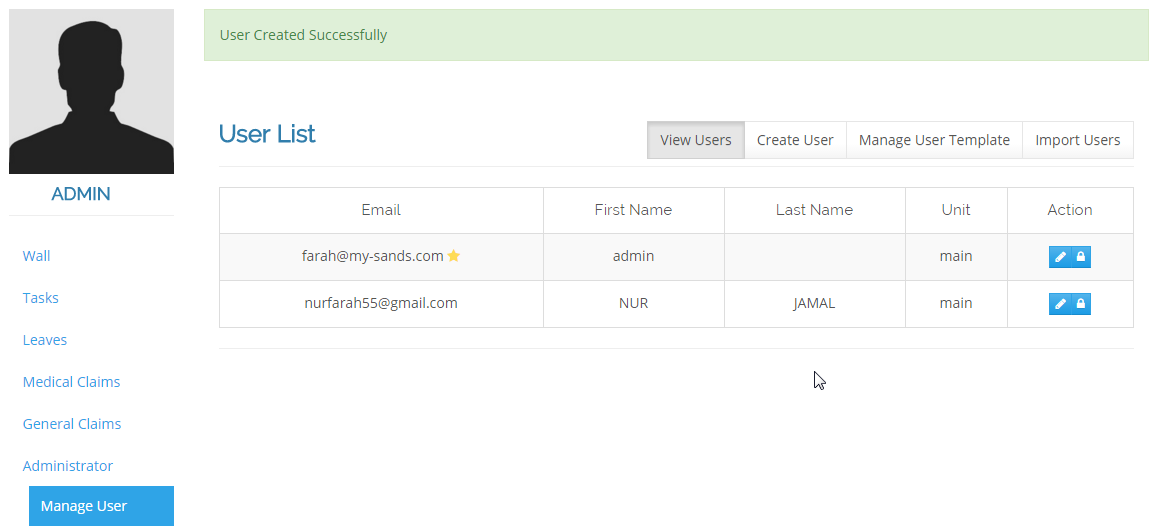 User Created Successfully
ADMIN
Wall
Tasks
Leaves
Medical Claims
General Claims
Administrator
Manage User
User List
View Users Create User Manage User Template Import Users
Email First Name Last Name Unit Action
farah@my-sands.com admin main
nurfarah55@gmail.com NUR JAMAL main